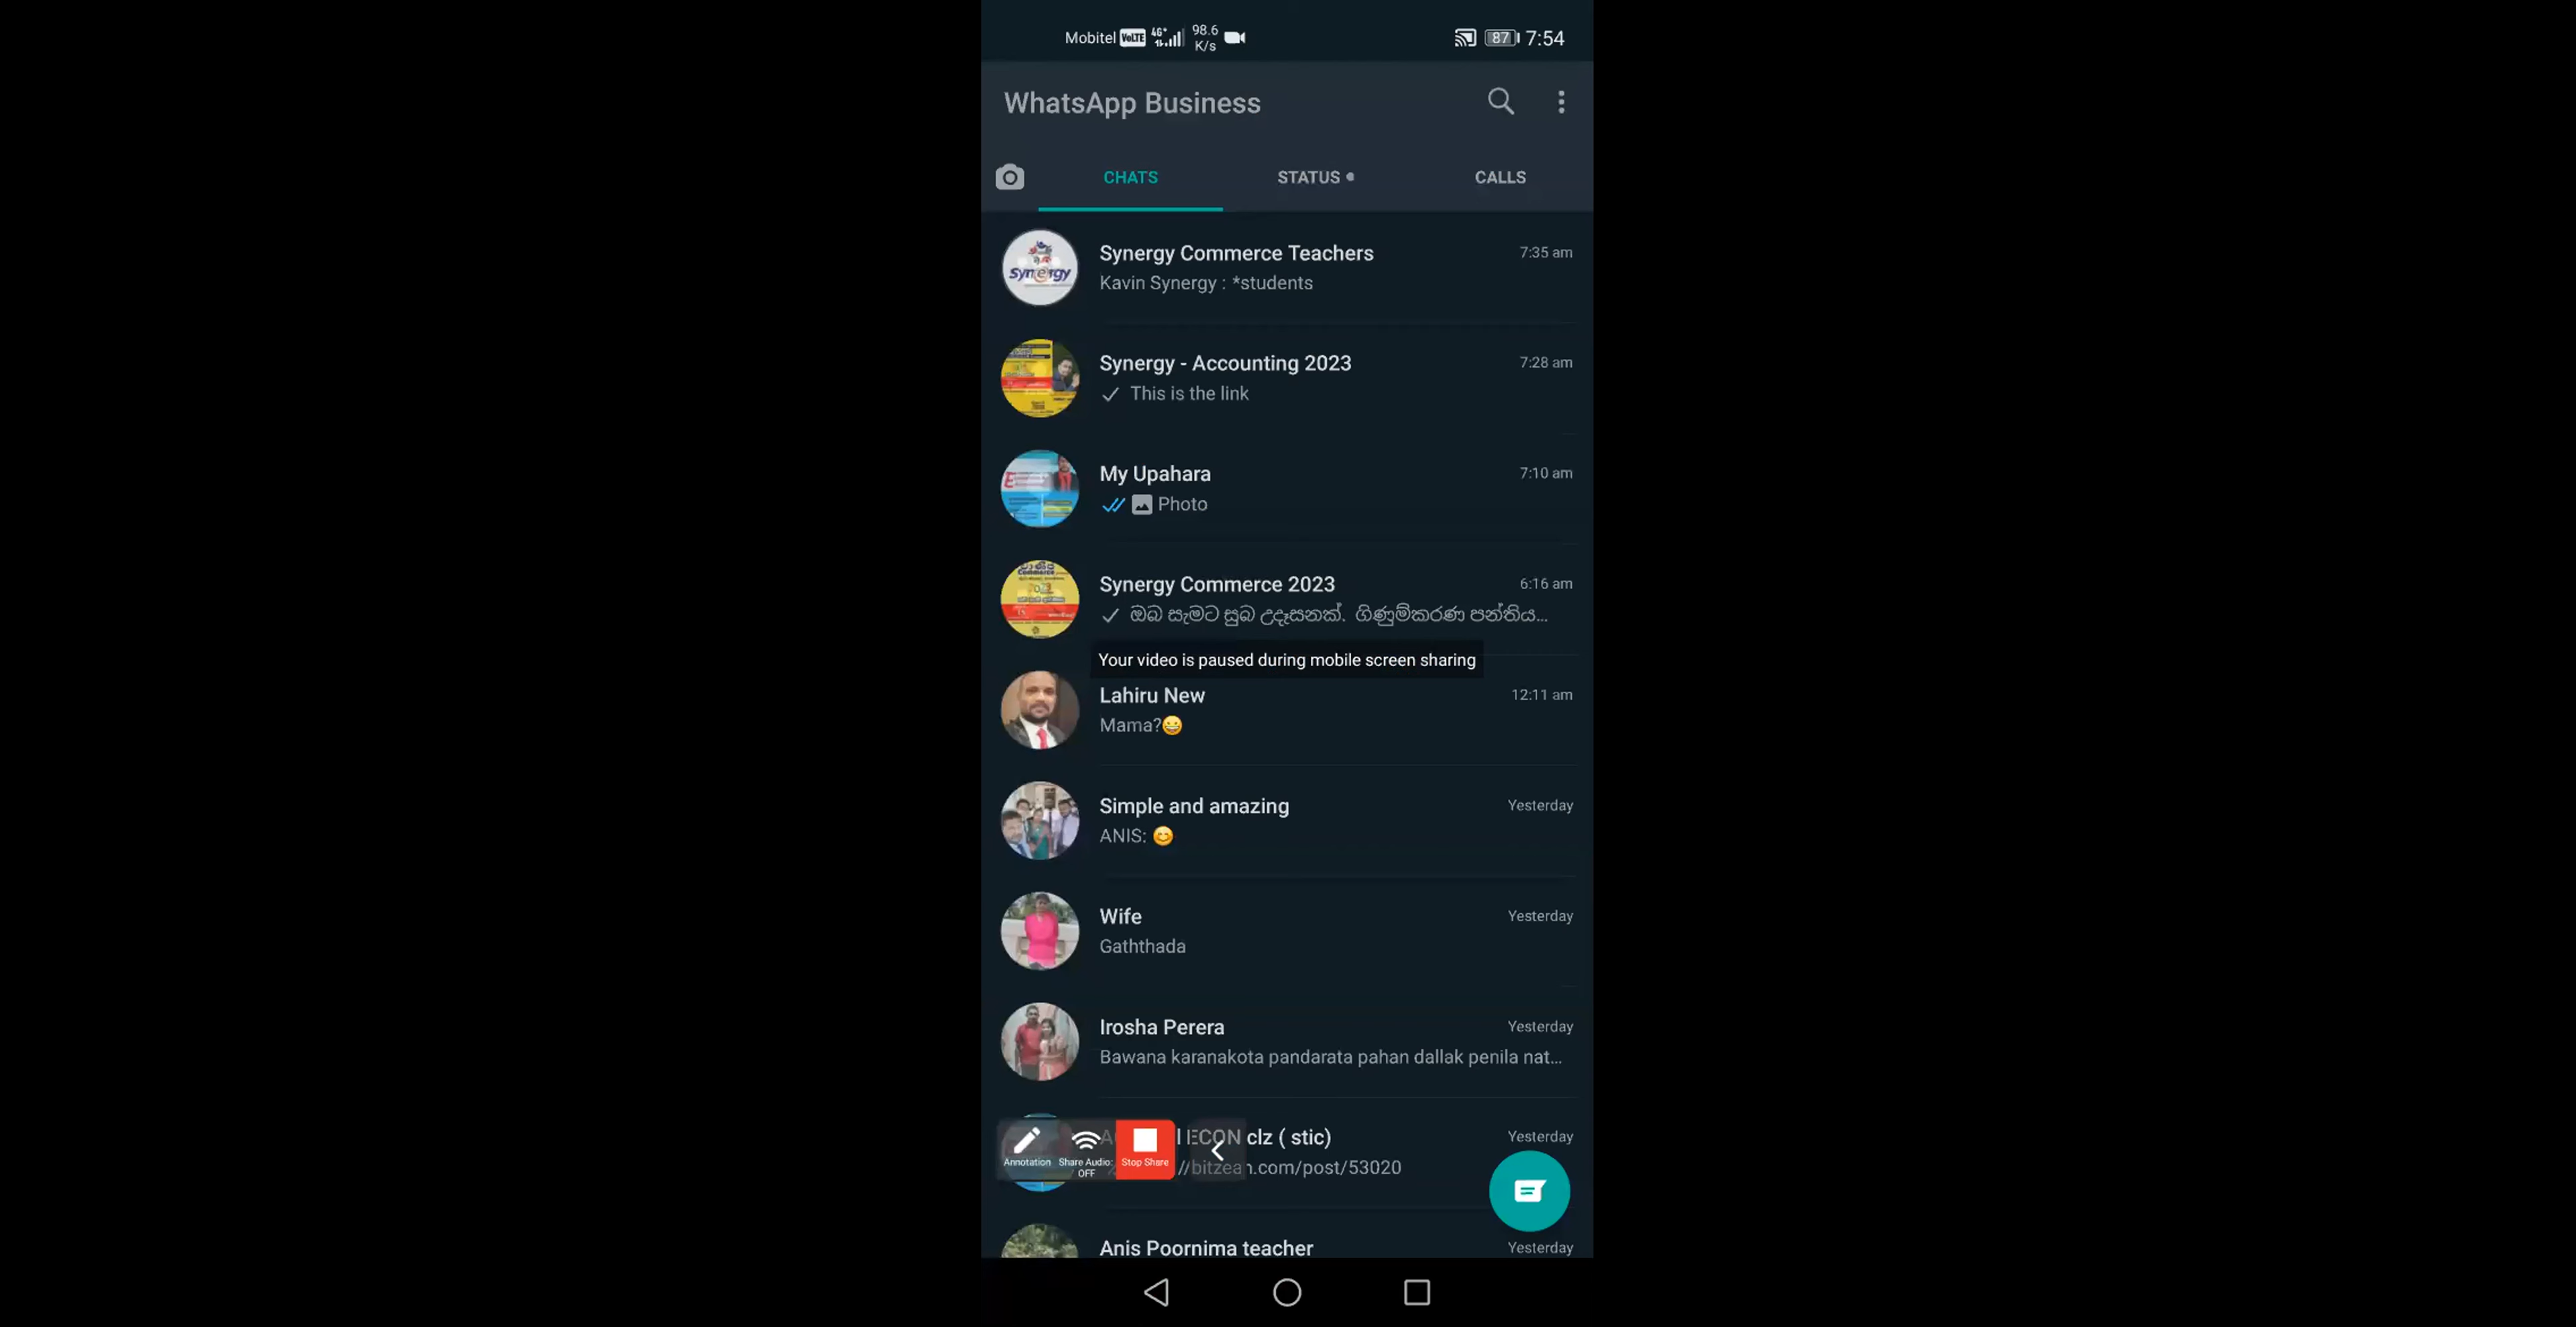 Mobitel VoLTE 4G+ 98.6 K/s 87 7:54
WhatsApp Business
CHATS STATUS CALLS
Synergy Commerce Teachers 7:35 am
Kavin Synergy : *students
Synergy
Synergy - Accounting 2023 7:28 am
This is the link
My Upahara 7:10 am
Photo
Synergy Commerce 2023 6:16 am
ඔබ සැමට සුබ උදෑසනක්. ගිණුම්කරණ පන්තිය...
Your video is paused during mobile screen sharing
Lahiru New 12:11 am
Mama?😂
Simple and amazing Yesterday
ANIS: 😊
Wife Yesterday
Gaththada
Irosha Perera Yesterday
Bawana karanakota pandarata pahan dallak penila nat...
l ECON clz ( stic) Yesterday
//bitzean.com/post/53020
Annotation Share Audio: OFF Stop Share
Anis Poornima teacher Yesterday